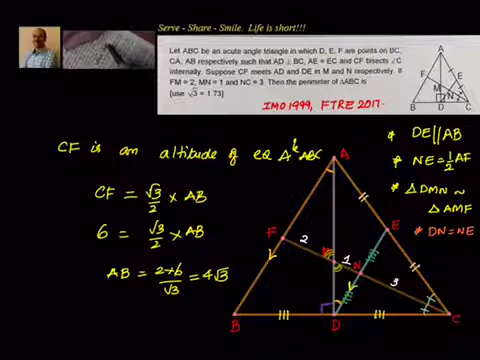 Serve - Share - Smile. Life is short!!!
Let ABC be an acute angle triangle in which D, E, F are points on BC,
CA, AB respectively such that AD ⊥ BC, AE = EC and CF bisects ∠C
internally. Suppose CF meets AD and DE in M and N respectively. If
FM = 2, MN = 1 and NC = 3. Then the perimeter of ΔABC is
[use √3 = 1.73]
IMO 1999, FTRE 2017.
A
F
E
M
N
B
D
C
CF is an altitude of eq Δle ABC
* DE||AB
* NE = 1/2 AF
* ΔDMN ~
ΔAMF
* DN = NE
CF = √3/2 × AB
6 = √3/2 × AB
AB = 2×6/√3 = 4√3
A
F
2
E
M
1
N
3
B
D
C